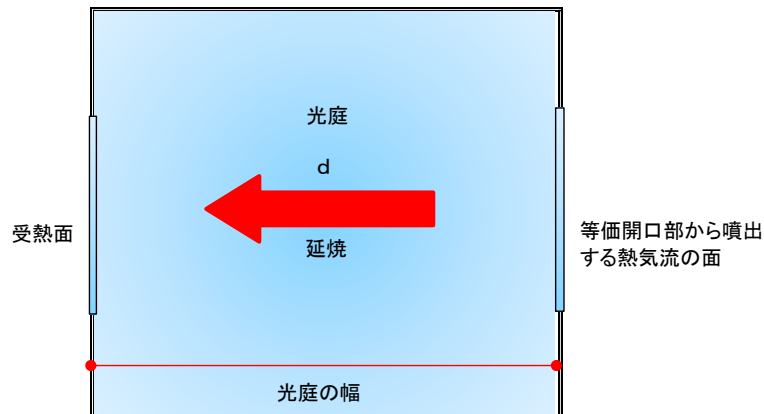 光庭
d
受熱面
延焼
等価開口部から噴出
する熱気流の面
光庭の幅